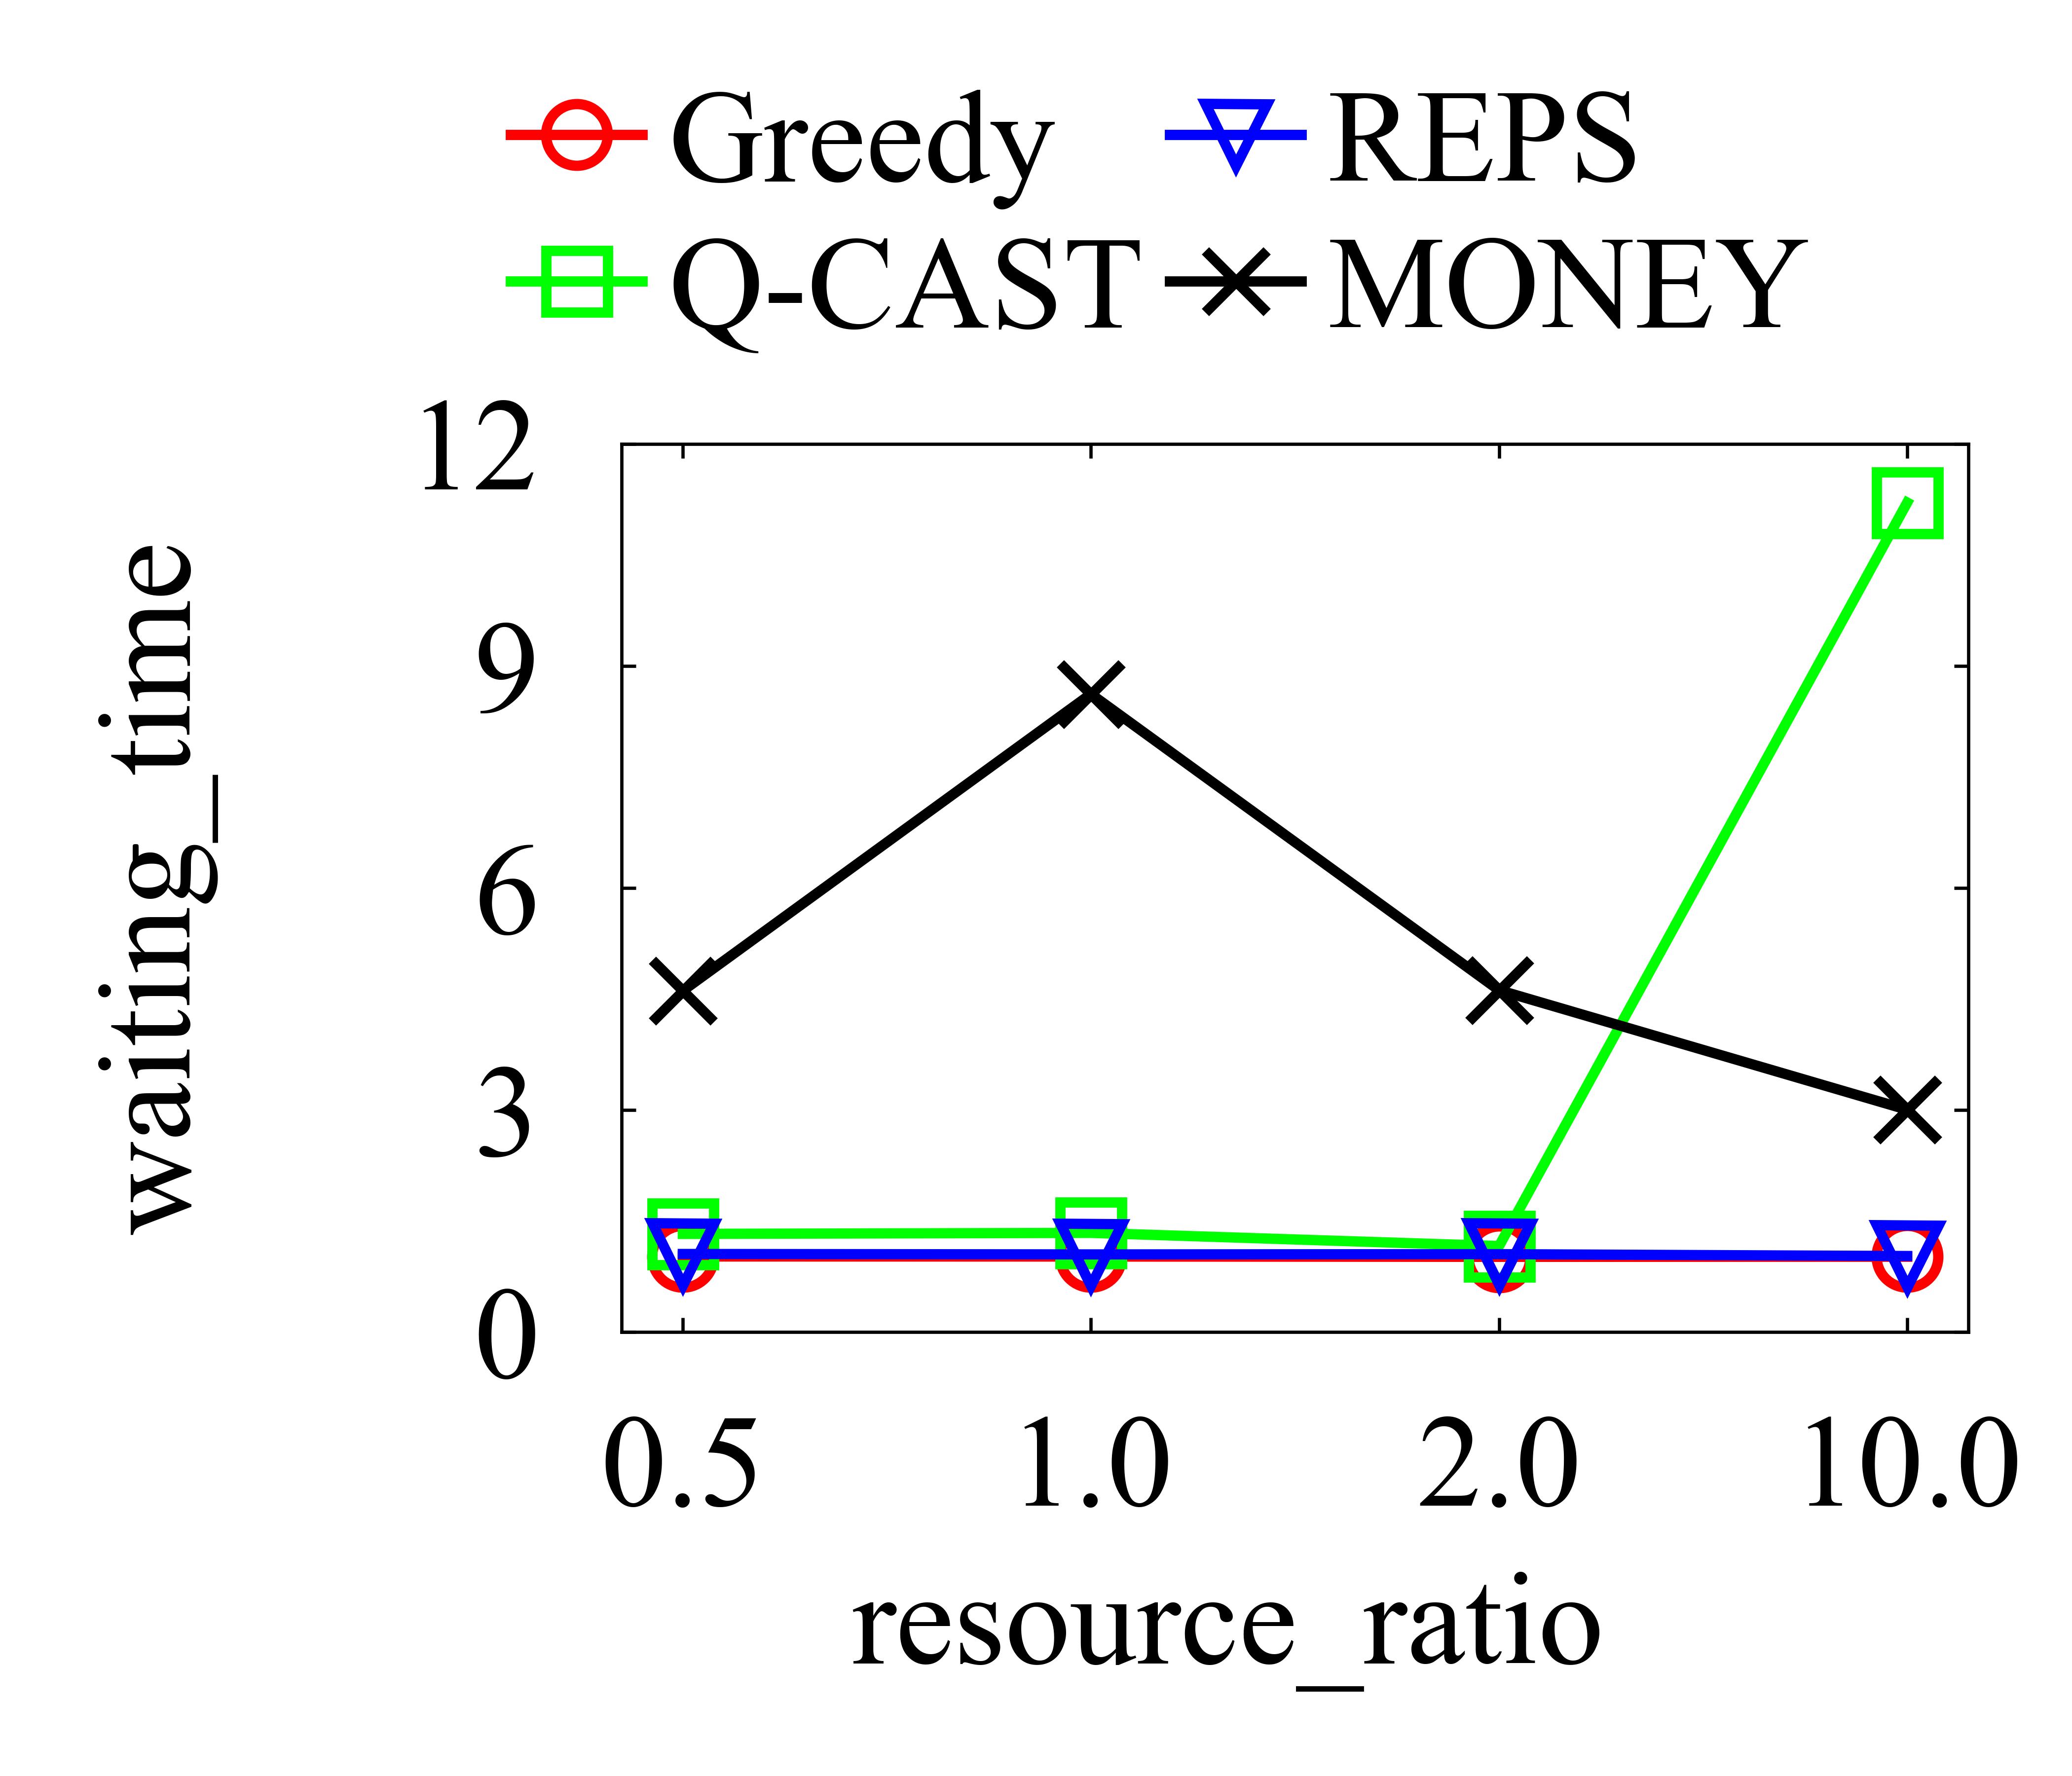 Greedy REPS
Q-CAST MONEY
12
9
6
3
0
waiting_time
0.5 1.0 2.0 10.0
resource_ratio